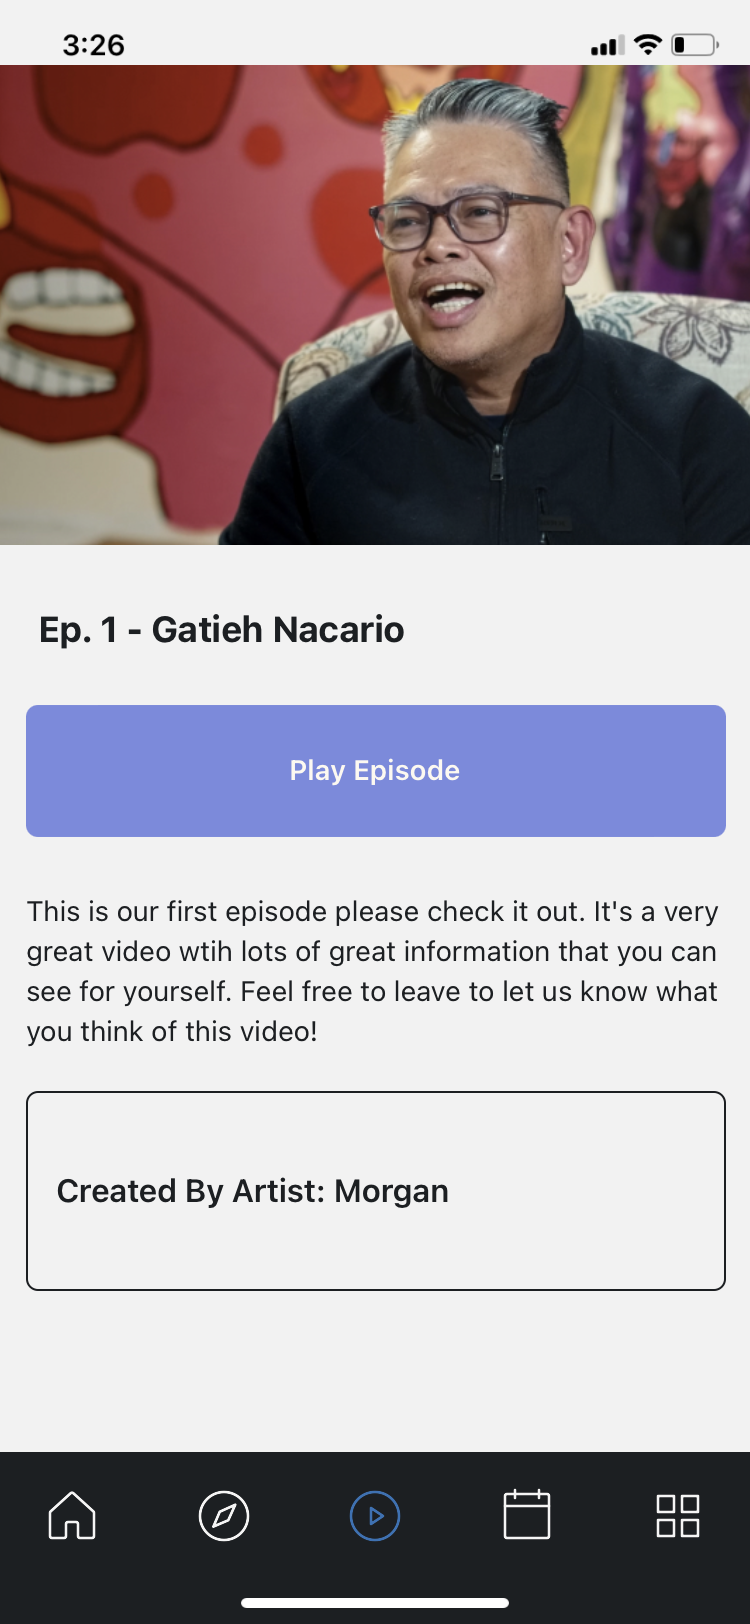 3:26
Ep. 1 - Gatieh Nacario
Play Episode
This is our first episode please check it out. It's a very
great video wtih lots of great information that you can
see for yourself. Feel free to leave to let us know what
you think of this video!
Created By Artist: Morgan